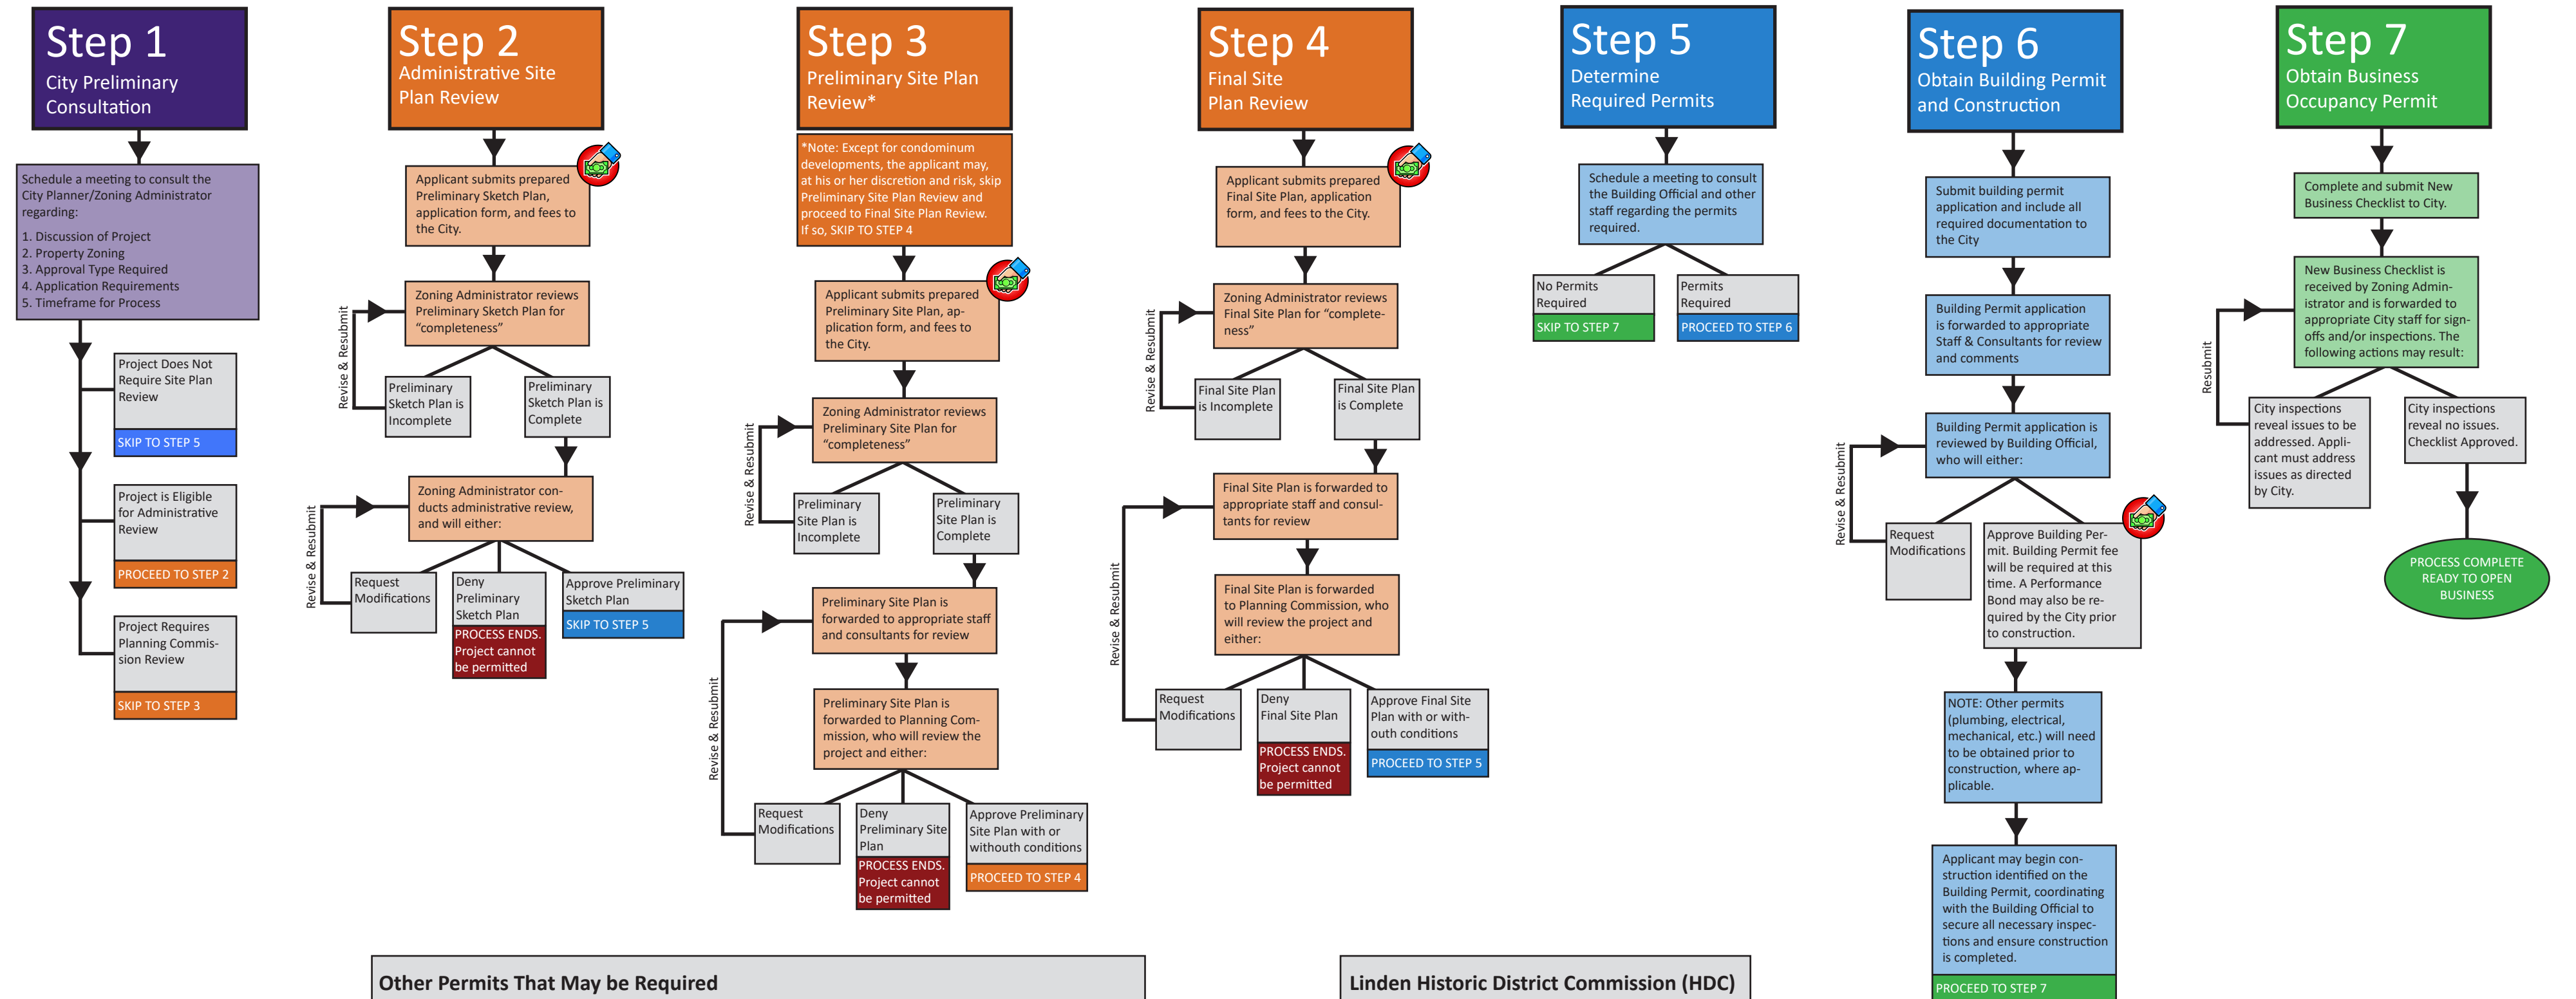 Step 1
City Preliminary
Consultation
Schedule a meeting to consult the
City Planner/Zoning Administrator
regarding:
1. Discussion of Project
2. Property Zoning
3. Approval Type Required
4. Application Requirements
5. Timeframe for Process
Project Does Not
Require Site Plan
Review
SKIP TO STEP 5
Project is Eligible
for Administrative
Review
PROCEED TO STEP 2
Project Requires
Planning Commis-
sion Review
SKIP TO STEP 3
Step 2
Administrative Site
Plan Review
Applicant submits prepared
Preliminary Sketch Plan,
application form, and fees to
the City.
Zoning Administrator reviews
Preliminary Sketch Plan for
“completeness”
Revise & Resubmit
Preliminary
Sketch Plan is
Incomplete
Preliminary
Sketch Plan is
Complete
Zoning Administrator con-
ducts administrative review,
and will either:
Revise & Resubmit
Request
Modifications
Deny
Preliminary
Sketch Plan
PROCESS ENDS.
Project cannot
be permitted
Approve Preliminary
Sketch Plan
SKIP TO STEP 5
Step 3
Preliminary Site Plan
Review*
*Note: Except for condominum
developments, the applicant may,
at his or her discretion and risk, skip
Preliminary Site Plan Review and
proceed to Final Site Plan Review.
If so, SKIP TO STEP 4
Applicant submits prepared
Preliminary Site Plan, ap-
plication form, and fees to
the City.
Zoning Administrator reviews
Preliminary Site Plan for
“completeness”
Revise & Resubmit
Preliminary
Site Plan is
Incomplete
Preliminary
Site Plan is
Complete
Preliminary Site Plan is
forwarded to appropriate staff
and consultants for review
Revise & Resubmit
Preliminary Site Plan is
forwarded to Planning Com-
mission, who will review the
project and either:
Request
Modifications
Deny
Preliminary Site
Plan
PROCESS ENDS.
Project cannot
be permitted
Approve Preliminary
Site Plan with or
withouth conditions
PROCEED TO STEP 4
Step 4
Final Site
Plan Review
Applicant submits prepared
Final Site Plan, application
form, and fees to the City.
Zoning Administrator reviews
Final Site Plan for “complete-
ness”
Revise & Resubmit
Final Site Plan
is Incomplete
Final Site Plan
is Complete
Final Site Plan is forwarded to
appropriate staff and consul-
tants for review
Revise & Resubmit
Final Site Plan is forwarded
to Planning Commission, who
will review the project and
either:
Request
Modifications
Deny
Final Site Plan
PROCESS ENDS.
Project cannot
be permitted
Approve Final Site
Plan with or with-
outh conditions
PROCEED TO STEP 5
Step 5
Determine
Required Permits
Schedule a meeting to consult
the Building Official and other
staff regarding the permits
required.
No Permits
Required
SKIP TO STEP 7
Permits
Required
PROCEED TO STEP 6
Step 6
Obtain Building Permit
and Construction
Submit building permit
application and include all
required documentation to
the City
Building Permit application
is forwarded to appropriate
Staff & Consultants for review
and comments
Building Permit application is
reviewed by Building Official,
who will either:
Revise & Resubmit
Request
Modifications
Approve Building Per-
mit. Building Permit fee
will be required at this
time. A Performance
Bond may also be re-
quired by the City prior
to construction.
NOTE: Other permits
(plumbing, electrical,
mechanical, etc.) will need
to be obtained prior to
construction, where ap-
plicable.
Applicant may begin con-
struction identified on the
Building Permit, coordinating
with the Building Official to
secure all necessary inspec-
tions and ensure construction
is completed.
PROCEED TO STEP 7
Step 7
Obtain Business
Occupancy Permit
Complete and submit New
Business Checklist to City.
New Business Checklist is
received by Zoning Admin-
istrator and is forwarded to
appropriate City staff for sign-
offs and/or inspections. The
following actions may result:
Resubmit
City inspections
reveal issues to be
addressed. Appli-
cant must address
issues as directed
by City.
City inspections
reveal no issues.
Checklist Approved.
PROCESS COMPLETE
READY TO OPEN
BUSINESS
Other Permits That May be Required
Linden Historic District Commission (HDC)